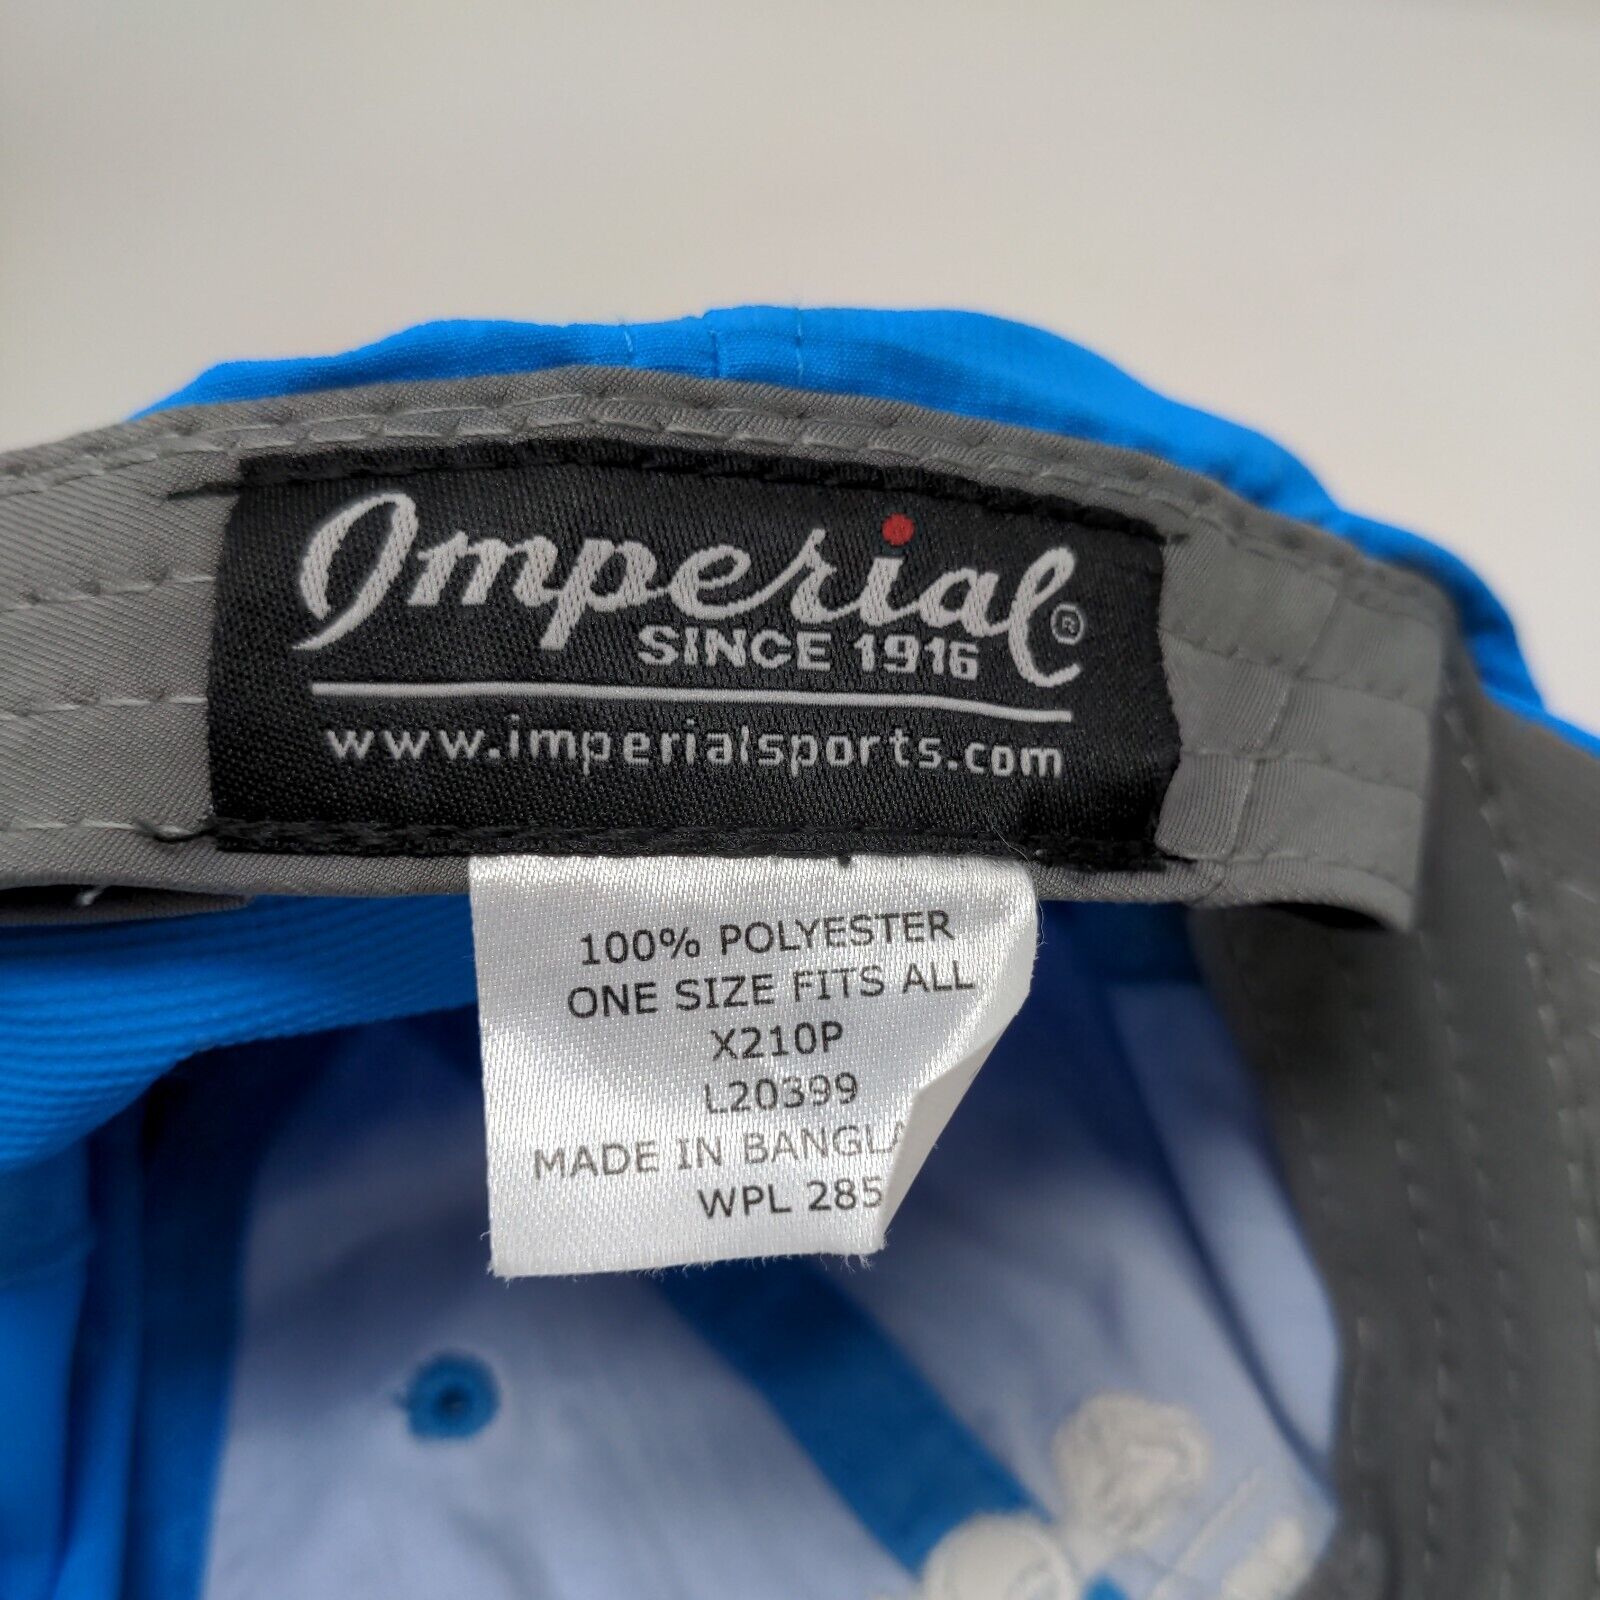 Imperial®
SINCE 1916
www.imperialsports.com
100% POLYESTER
ONE SIZE FITS ALL
X210P
L20399
MADE IN BANGLA
WPL 285